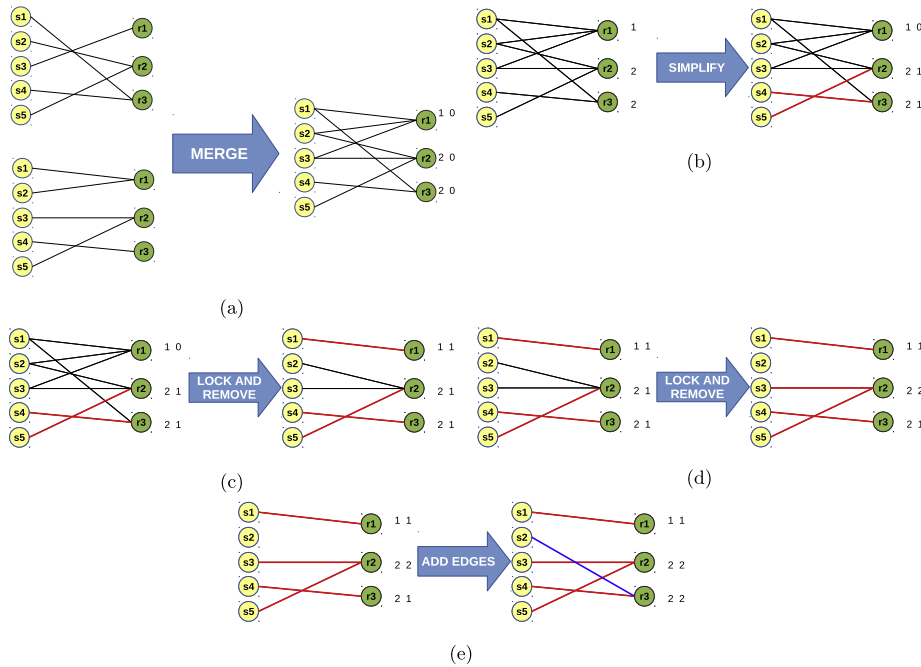 s1
s2
s3
s4
s5
r1
r2
r3
s1
s2
s3
s4
s5
r1
r2
r3
MERGE
s1
s2
s3
s4
s5
r1 1 0
r2 2 0
r3 2 0
(a)
s1
s2
s3
s4
s5
r1 1
r2 2
r3 2
SIMPLIFY
s1
s2
s3
s4
s5
r1 1 0
r2 2 1
r3 2 1
(b)
s1
s2
s3
s4
s5
r1 1 0
r2 2 1
r3 2 1
LOCK AND
REMOVE
s1
s2
s3
s4
s5
r1 1 1
r2 2 1
r3 2 1
(c)
s1
s2
s3
s4
s5
r1 1 1
r2 2 1
r3 2 1
LOCK AND
REMOVE
s1
s2
s3
s4
s5
r1 1 1
r2 2 2
r3 2 1
(d)
s1
s2
s3
s4
s5
r1 1 1
r2 2 2
r3 2 1
ADD EDGES
s1
s2
s3
s4
s5
r1 1 1
r2 2 2
r3 2 2
(e)